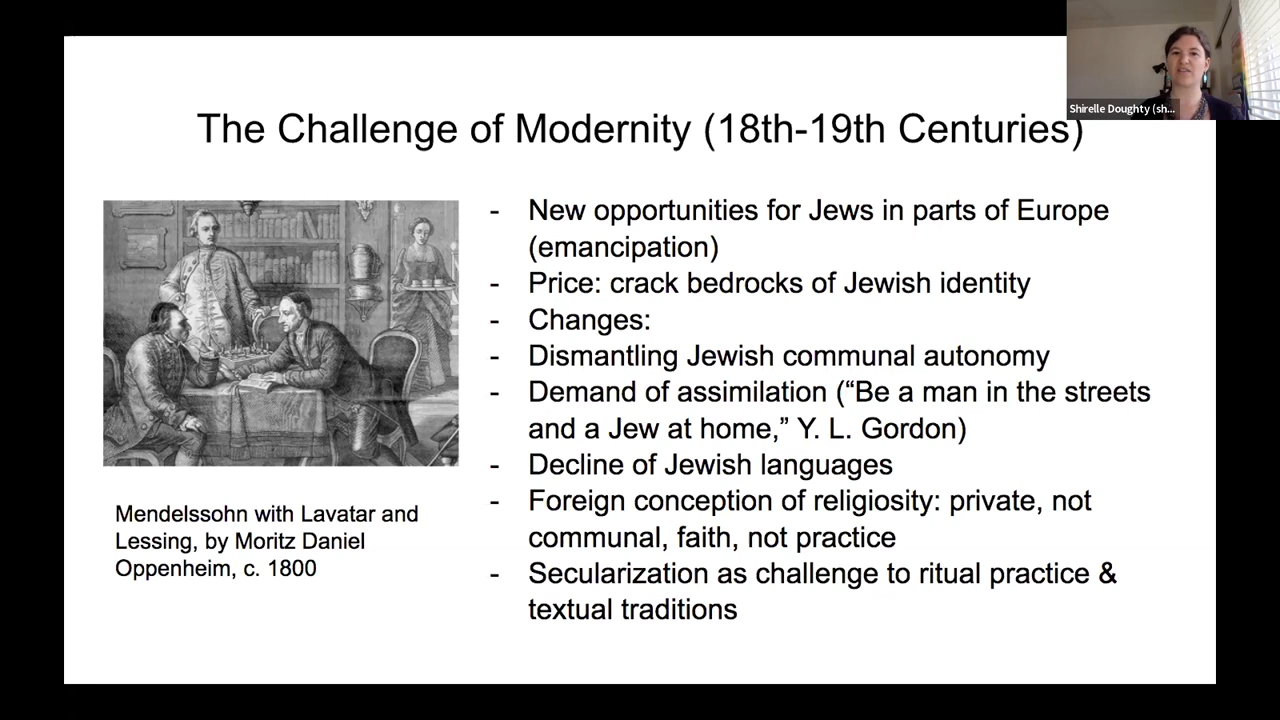 Shirelle Doughty (sh...
The Challenge of Modernity (18th-19th Centuries)
- New opportunities for Jews in parts of Europe
(emancipation)
- Price: crack bedrocks of Jewish identity
- Changes:
- Dismantling Jewish communal autonomy
- Demand of assimilation (“Be a man in the streets
and a Jew at home,” Y. L. Gordon)
- Decline of Jewish languages
- Foreign conception of religiosity: private, not
communal, faith, not practice
- Secularization as challenge to ritual practice &
textual traditions
Mendelssohn with Lavatar and
Lessing, by Moritz Daniel
Oppenheim, c. 1800